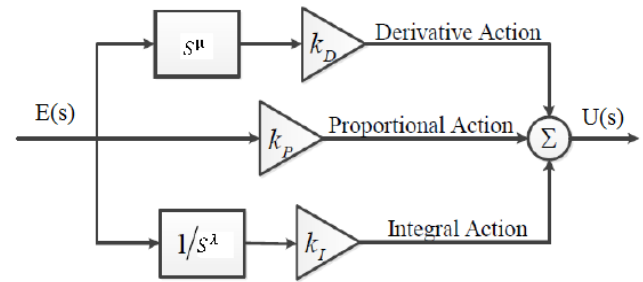 S^μ
k_D
Derivative Action
E(s)
k_P
Proportional Action
Σ
U(s)
1/S^λ
k_I
Integral Action